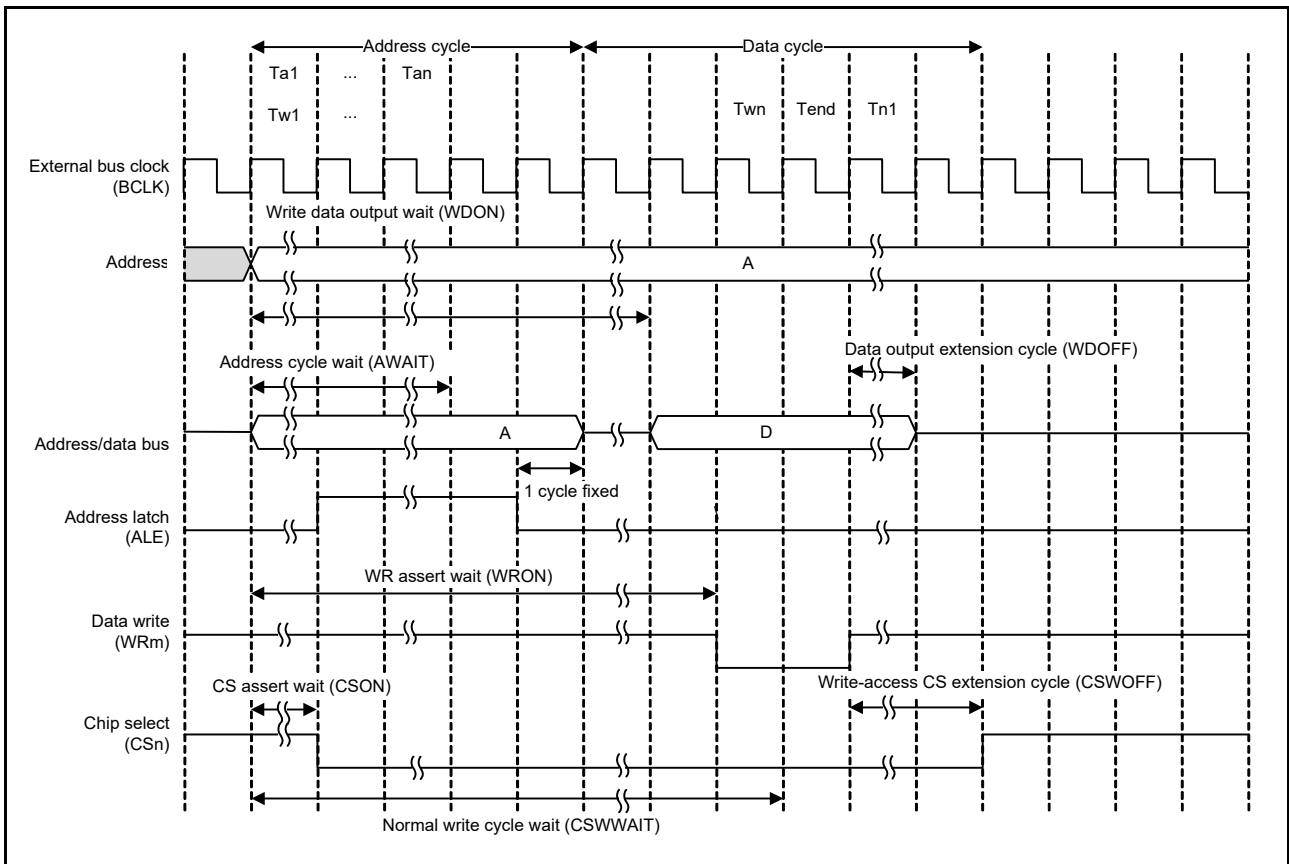 Address cycle Data cycle
Ta1 ... Tan
Twn Tend Tn1
Tw1 ...
External bus clock
(BCLK)
Write data output wait (WDON)
Address
A
Data output extension cycle (WDOFF)
Address cycle wait (AWAIT)
Address/data bus
A D
1 cycle fixed
Address latch
(ALE)
WR assert wait (WRON)
Data write
(WRm)
CS assert wait (CSON)
Write-access CS extension cycle (CSWOFF)
Chip select
(CSn)
Normal write cycle wait (CSWWAIT)